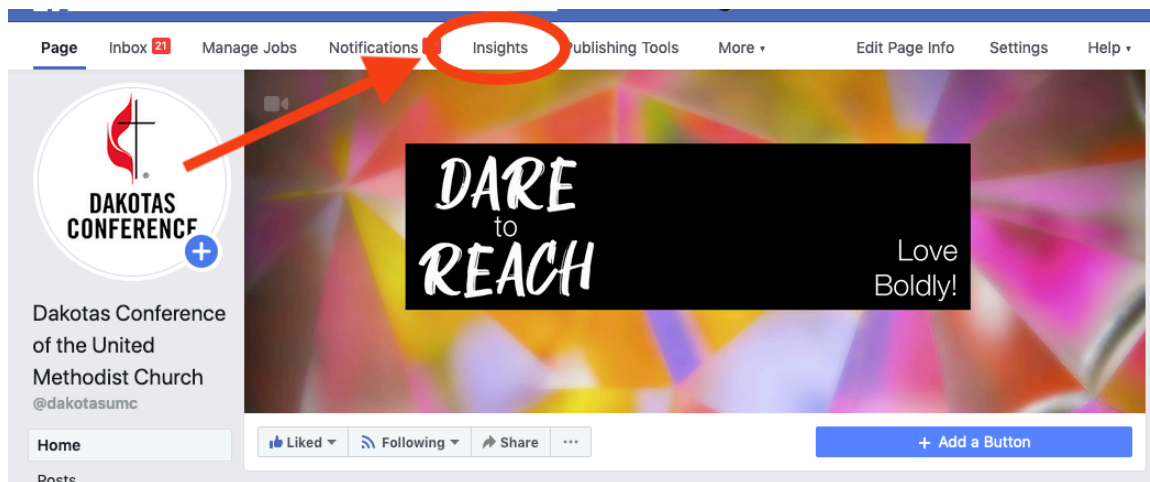 Page Inbox 21 Manage Jobs Notifications Insights Publishing Tools More Edit Page Info Settings Help
DAKOTAS
CONFERENCE
DARE
to
REACH
Love
Boldly!
Dakotas Conference
of the United
Methodist Church
@dakotasumc
Home
Posts
Liked Following Share ...
+ Add a Button